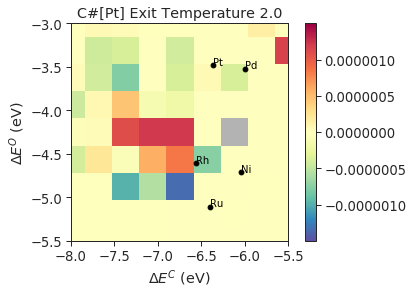 C#[Pt] Exit Temperature 2.0
−3.0
−3.5
−4.0
−4.5
−5.0
−5.5
ΔE^O (eV)
Pt
Pd
Rh
Ni
Ru
−8.0 −7.5 −7.0 −6.5 −6.0 −5.5
ΔE^C (eV)
0.0000010
0.0000005
0.0000000
−0.0000005
−0.0000010